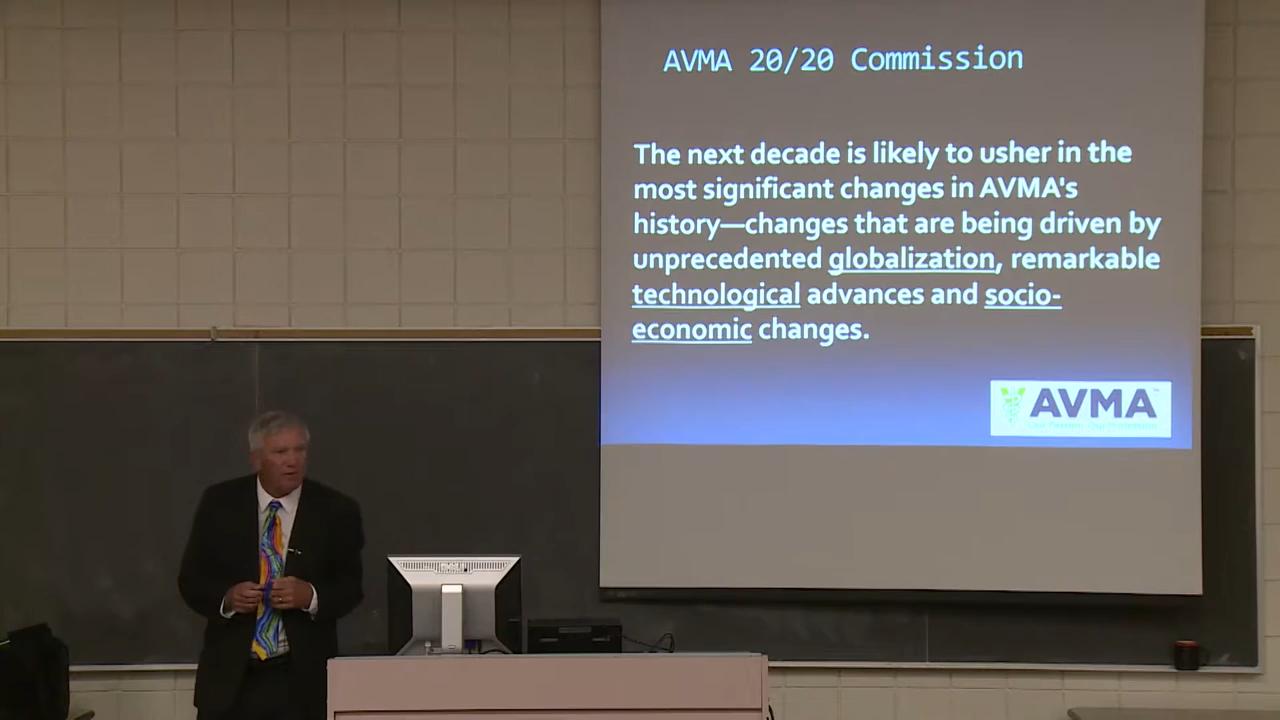 AVMA 20/20 Commission
The next decade is likely to usher in the
most significant changes in AVMA's
history—changes that are being driven by
unprecedented globalization, remarkable
technological advances and socio-
economic changes.
AVMA